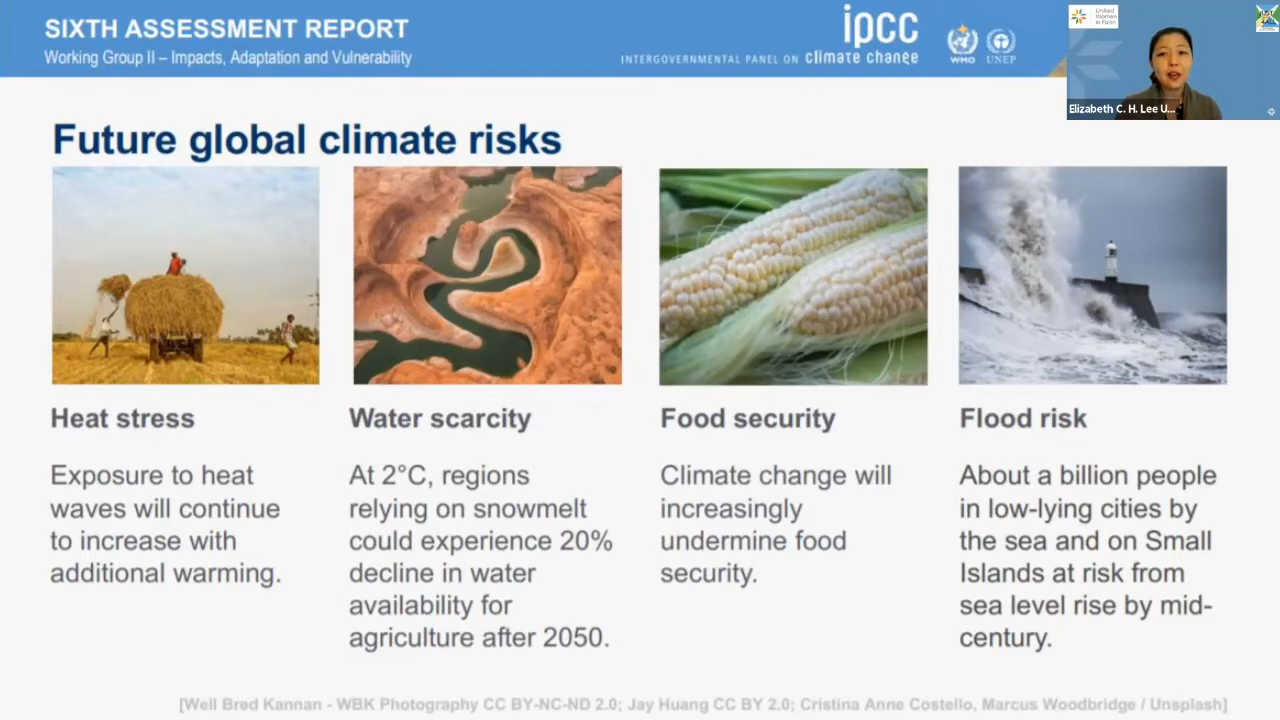 SIXTH ASSESSMENT REPORT
Working Group II – Impacts, Adaptation and Vulnerability
ipcc
INTERGOVERNMENTAL PANEL ON climate change
WMO
UNEP
United
Women
in Faith
Elizabeth C. H. Lee U...
Future global climate risks
Heat stress
Exposure to heat
waves will continue
to increase with
additional warming.
Water scarcity
At 2°C, regions
relying on snowmelt
could experience 20%
decline in water
availability for
agriculture after 2050.
Food security
Climate change will
increasingly
undermine food
security.
Flood risk
About a billion people
in low-lying cities by
the sea and on Small
Islands at risk from
sea level rise by mid-
century.
[Well Bred Kannan - WBK Photography CC BY-NC-ND 2.0; Jay Huang CC BY 2.0; Cristina Anne Costello, Marcus Woodbridge / Unsplash]